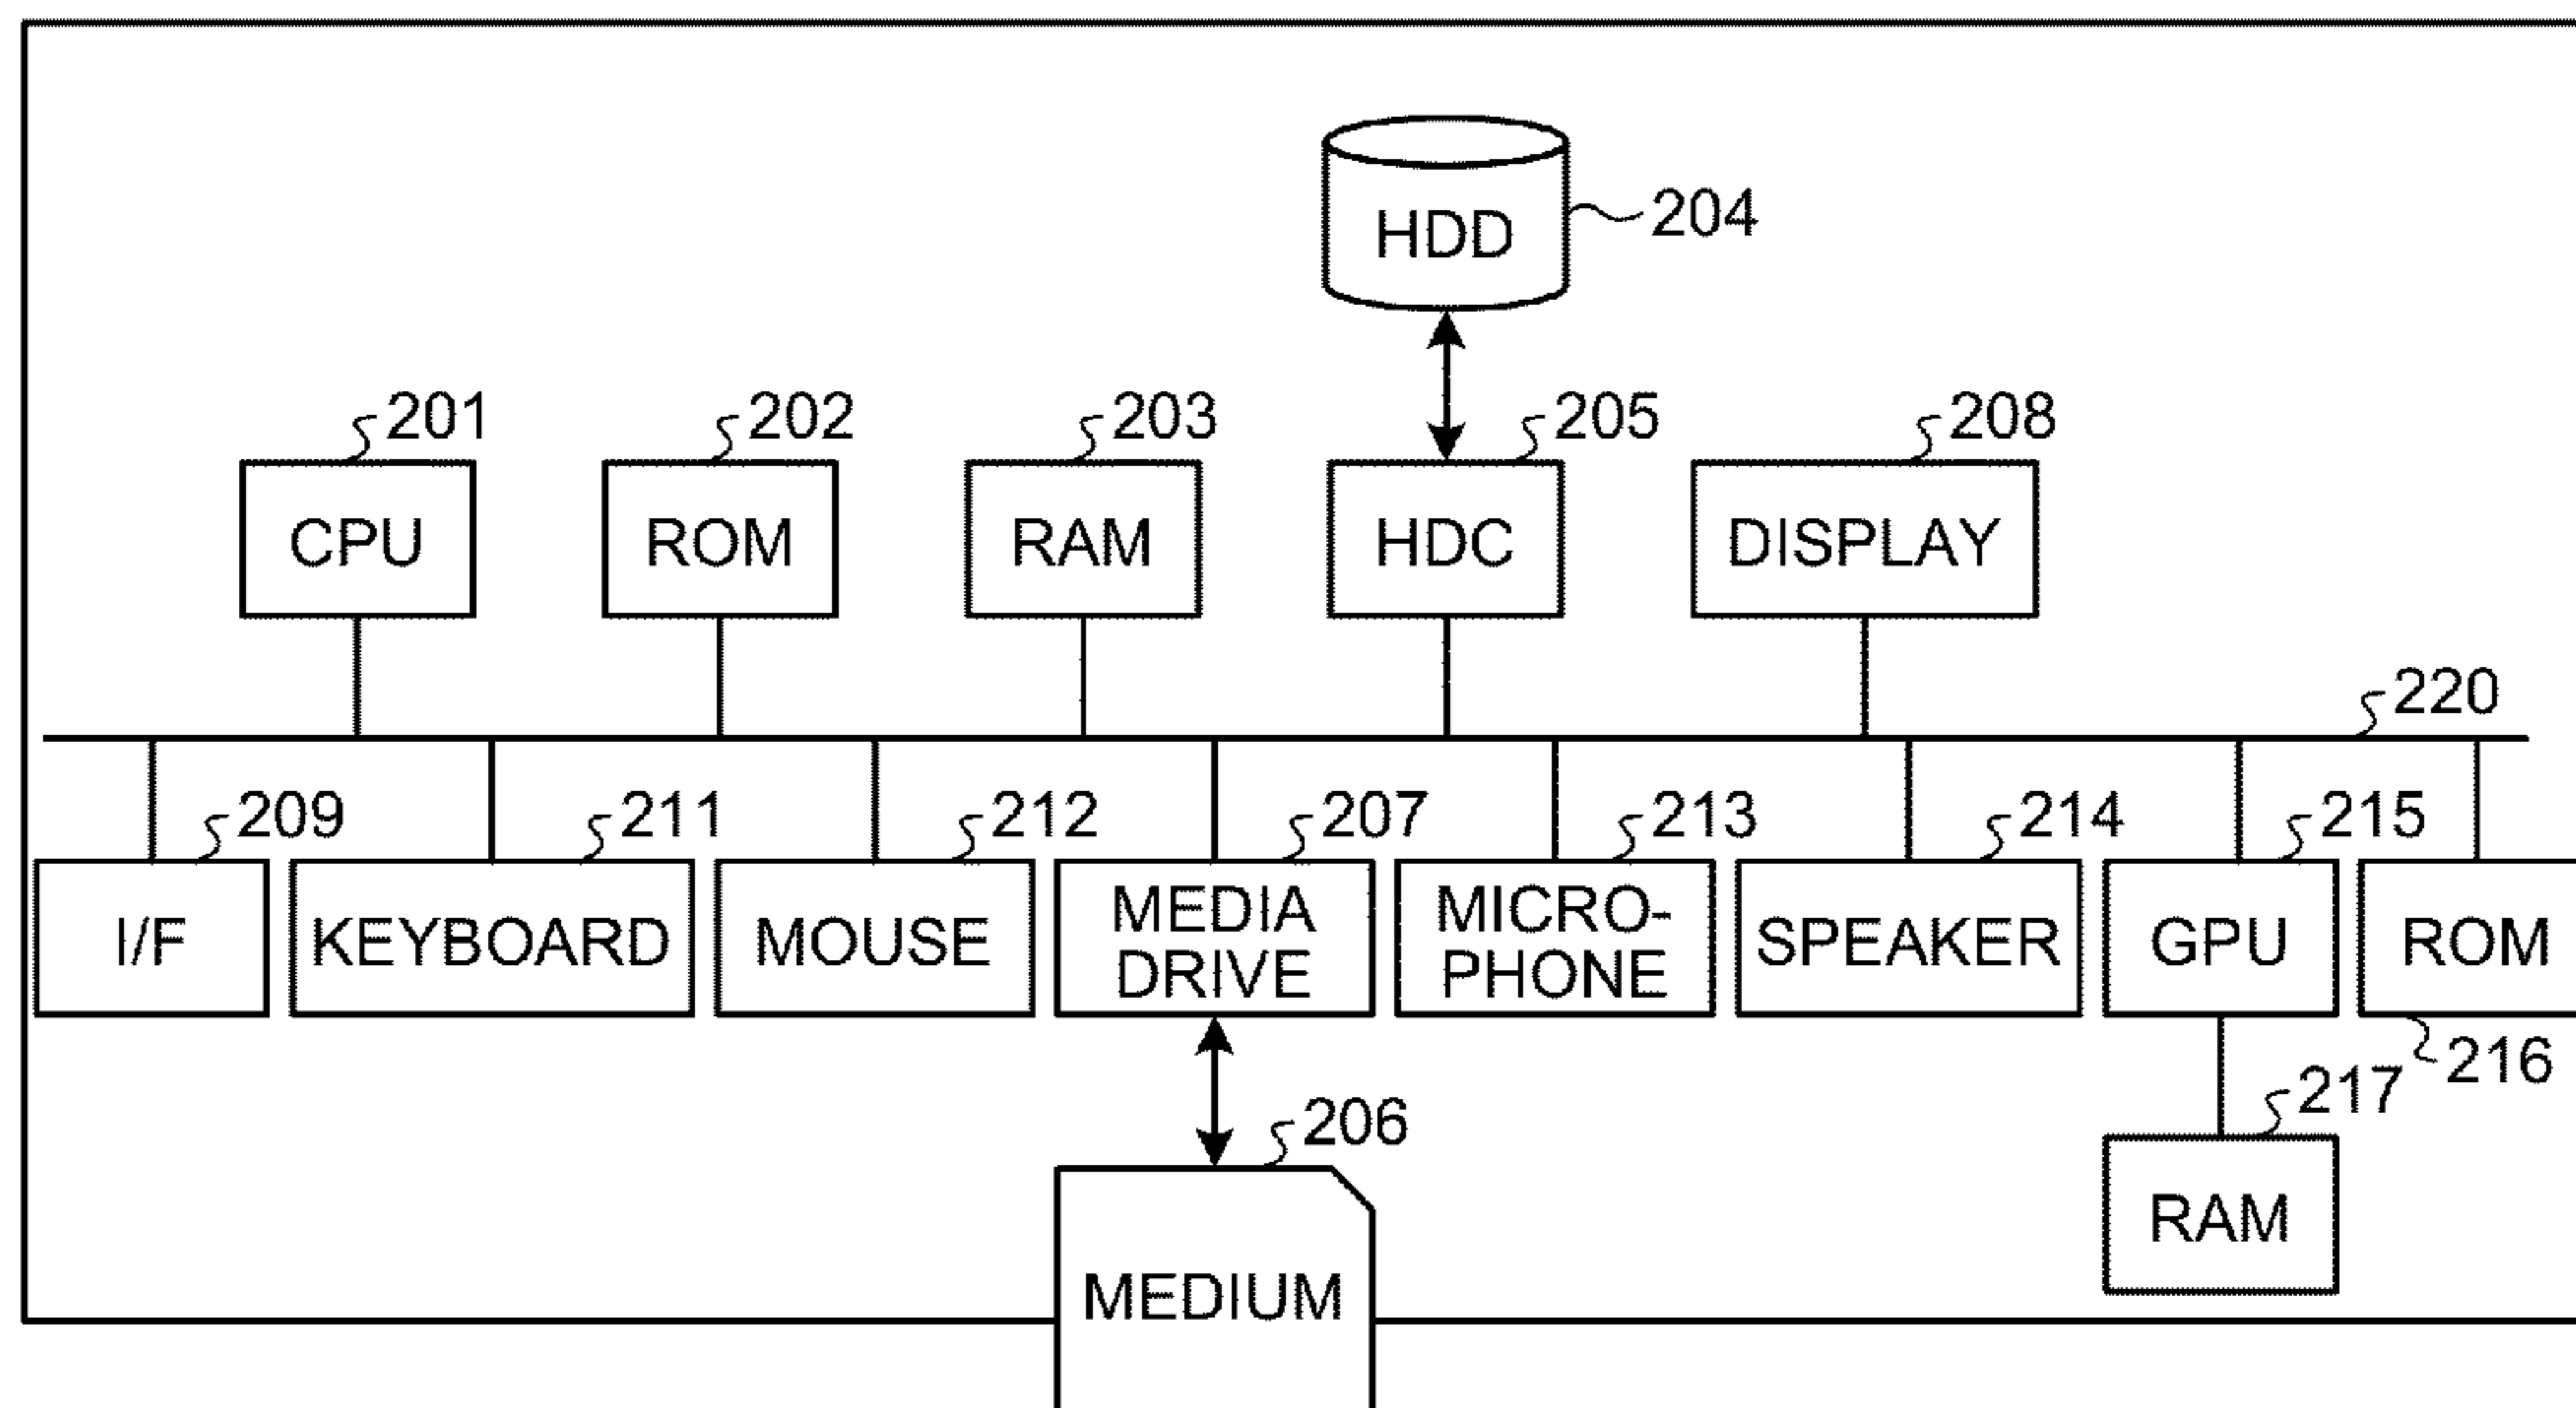 HDD
204
201
202
203
205
208
CPU
ROM
RAM
HDC
DISPLAY
220
209
211
212
207
213
214
215
I/F
KEYBOARD
MOUSE
MEDIA
DRIVE
MICRO-
PHONE
SPEAKER
GPU
ROM
216
217
206
RAM
MEDIUM